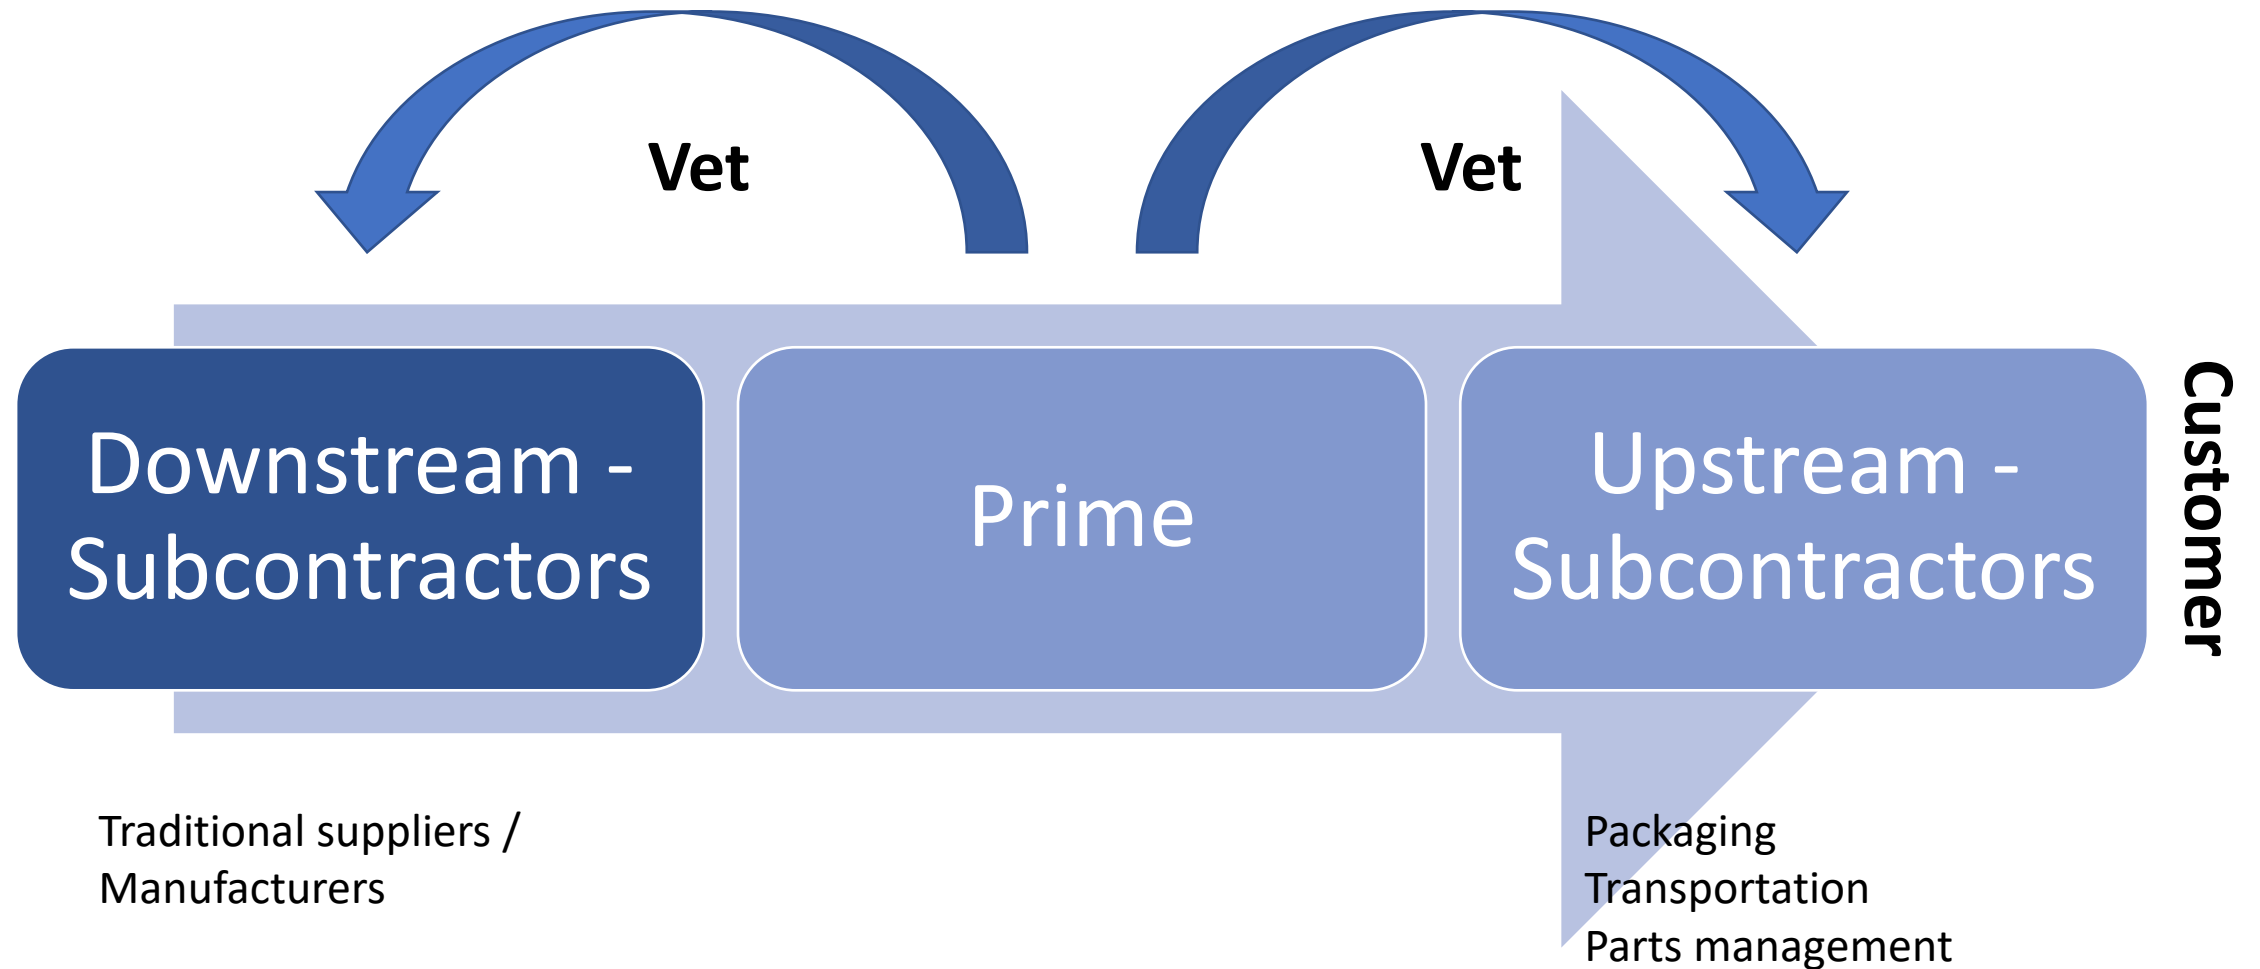 Vet
Vet
Downstream -
Subcontractors
Prime
Upstream -
Subcontractors
Customer
Traditional suppliers /
Manufacturers
Packaging
Transportation
Parts management